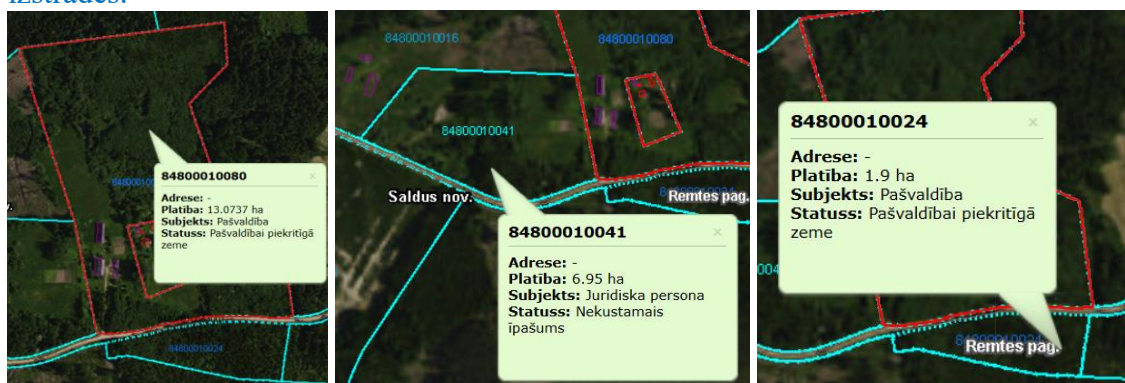 84800010080
×
Adrese: -
Platība: 13.0737 ha
Subjekts: Pašvaldība
Statuss: Pašvaldībai piekritīgā
zeme
84800010024
84800010016
84800010080
84800010041
Saldus nov.
Remtes pag.
84800010041
×
Adrese: -
Platība: 6.95 ha
Subjekts: Juridiska persona
Statuss: Nekustamais
īpašums
84800010024
×
Adrese: -
Platība: 1.9 ha
Subjekts: Pašvaldība
Statuss: Pašvaldībai piekritīgā
zeme
Remtes pag.